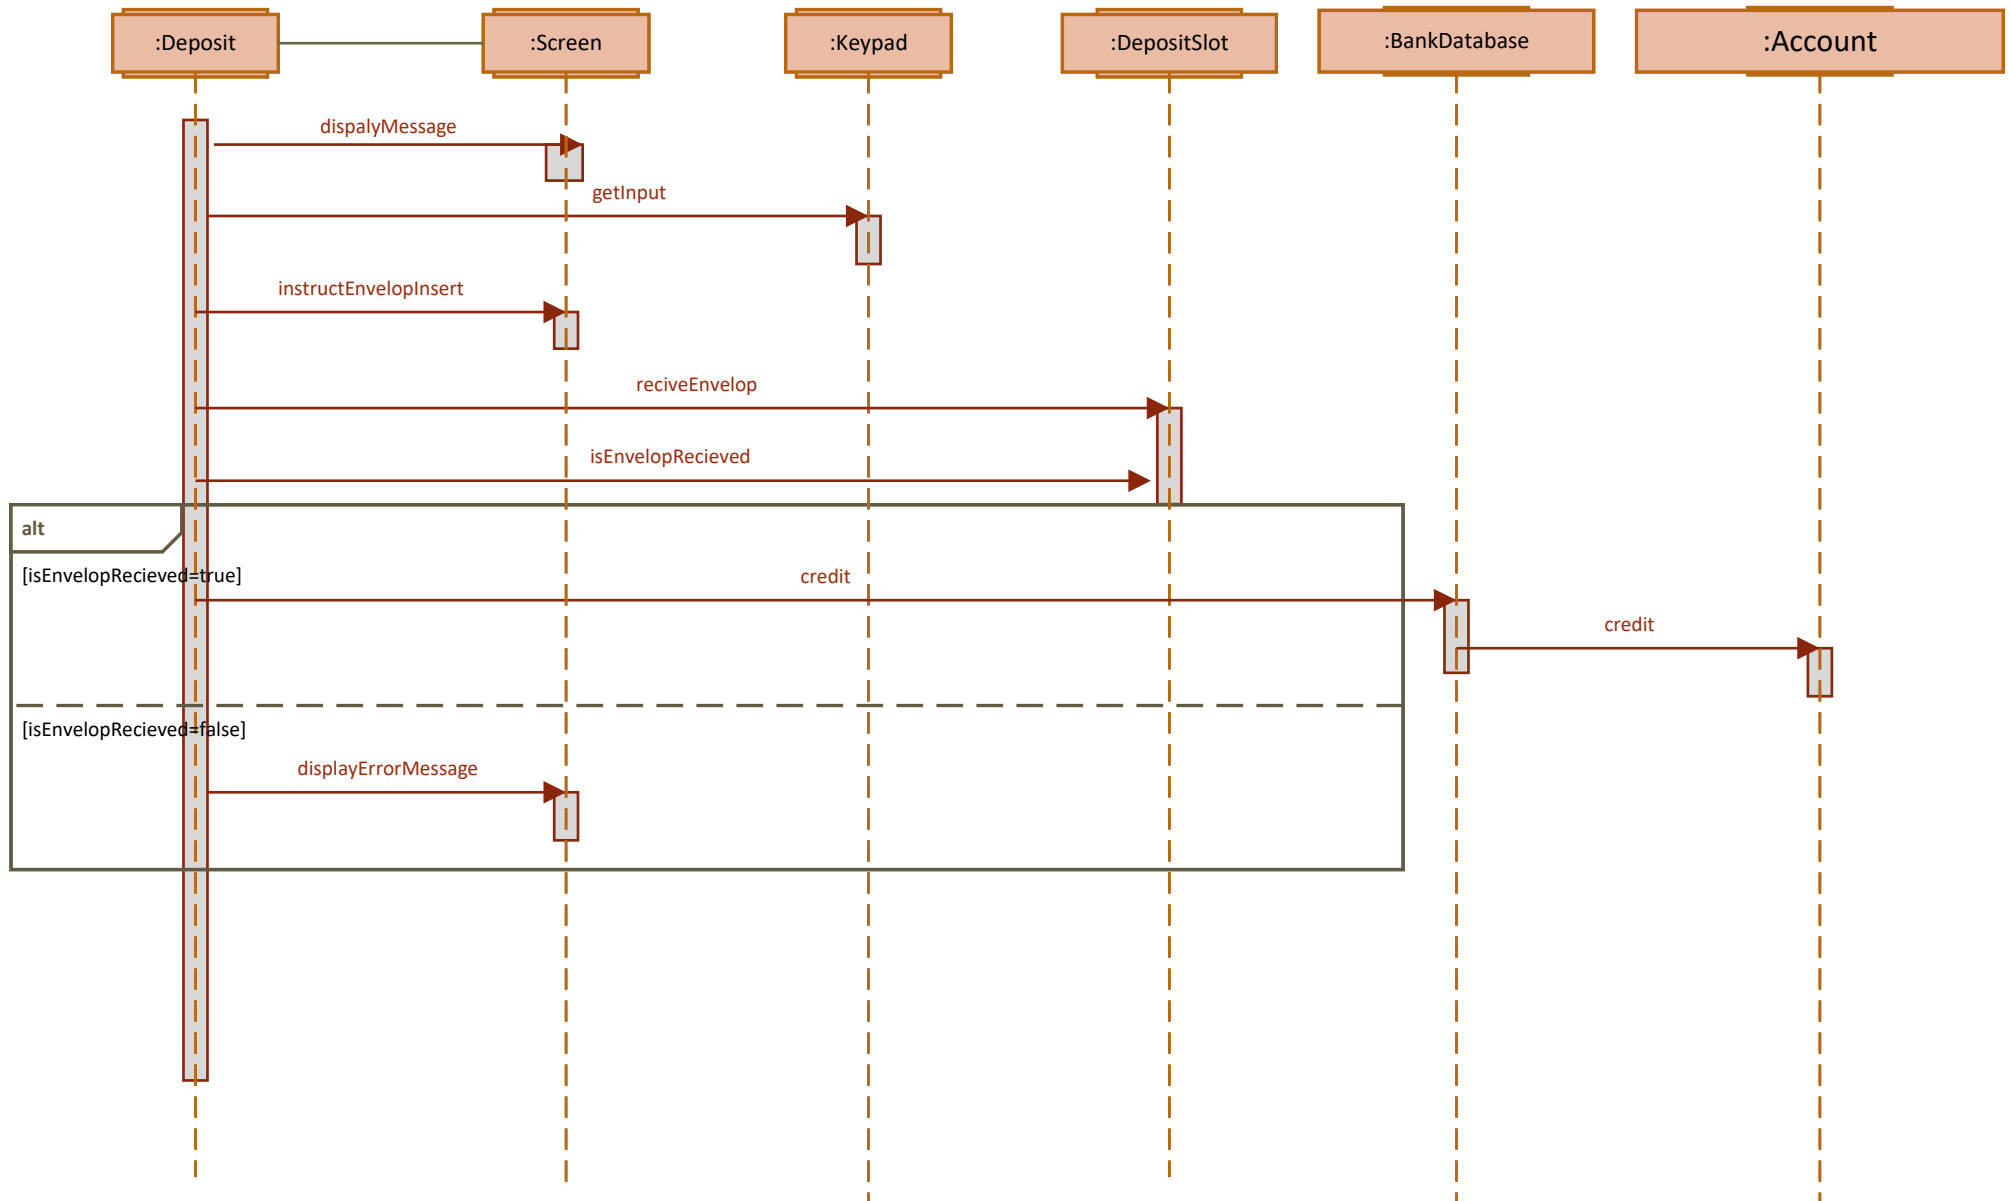 :Deposit
:Screen
:Keypad
:DepositSlot
:BankDatabase
:Account
dispalyMessage
getInput
instructEnvelopInsert
reciveEnvelop
isEnvelopRecieved
alt
[isEnvelopRecieved=true]
credit
credit
[isEnvelopRecieved=false]
displayErrorMessage